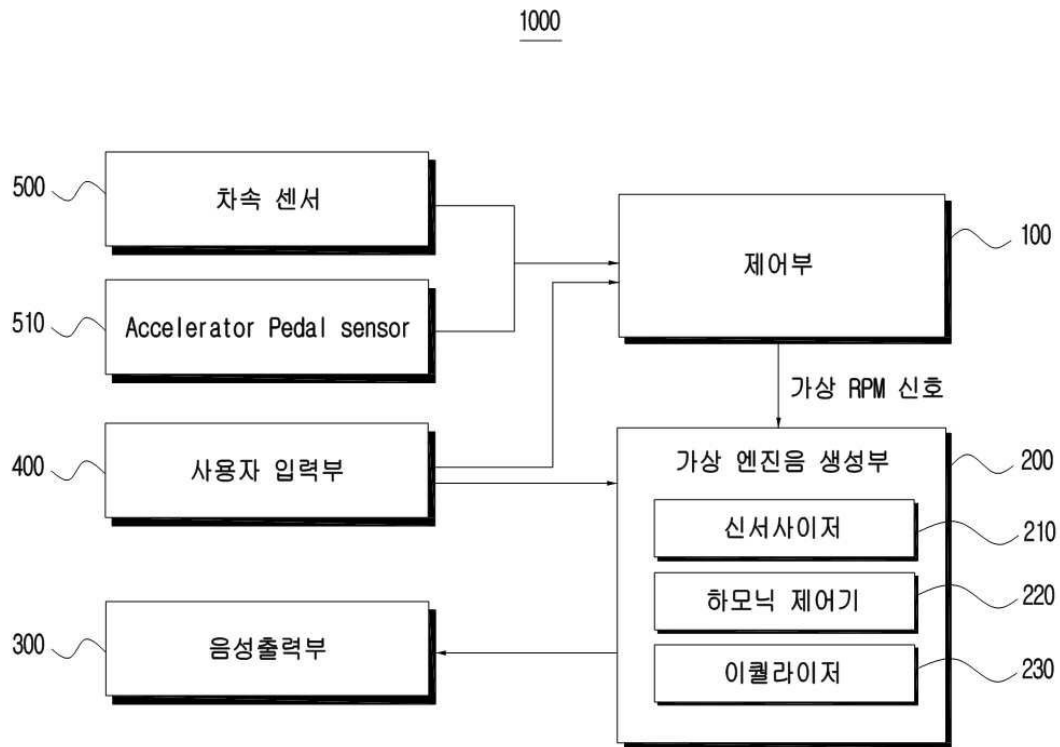 1000
500
차속 센서
510
Accelerator Pedal sensor
제어부
100
가상 RPM 신호
400
사용자 입력부
가상 엔진음 생성부
200
신서사이저
210
하모닉 제어기
220
이퀄라이저
230
300
음성출력부